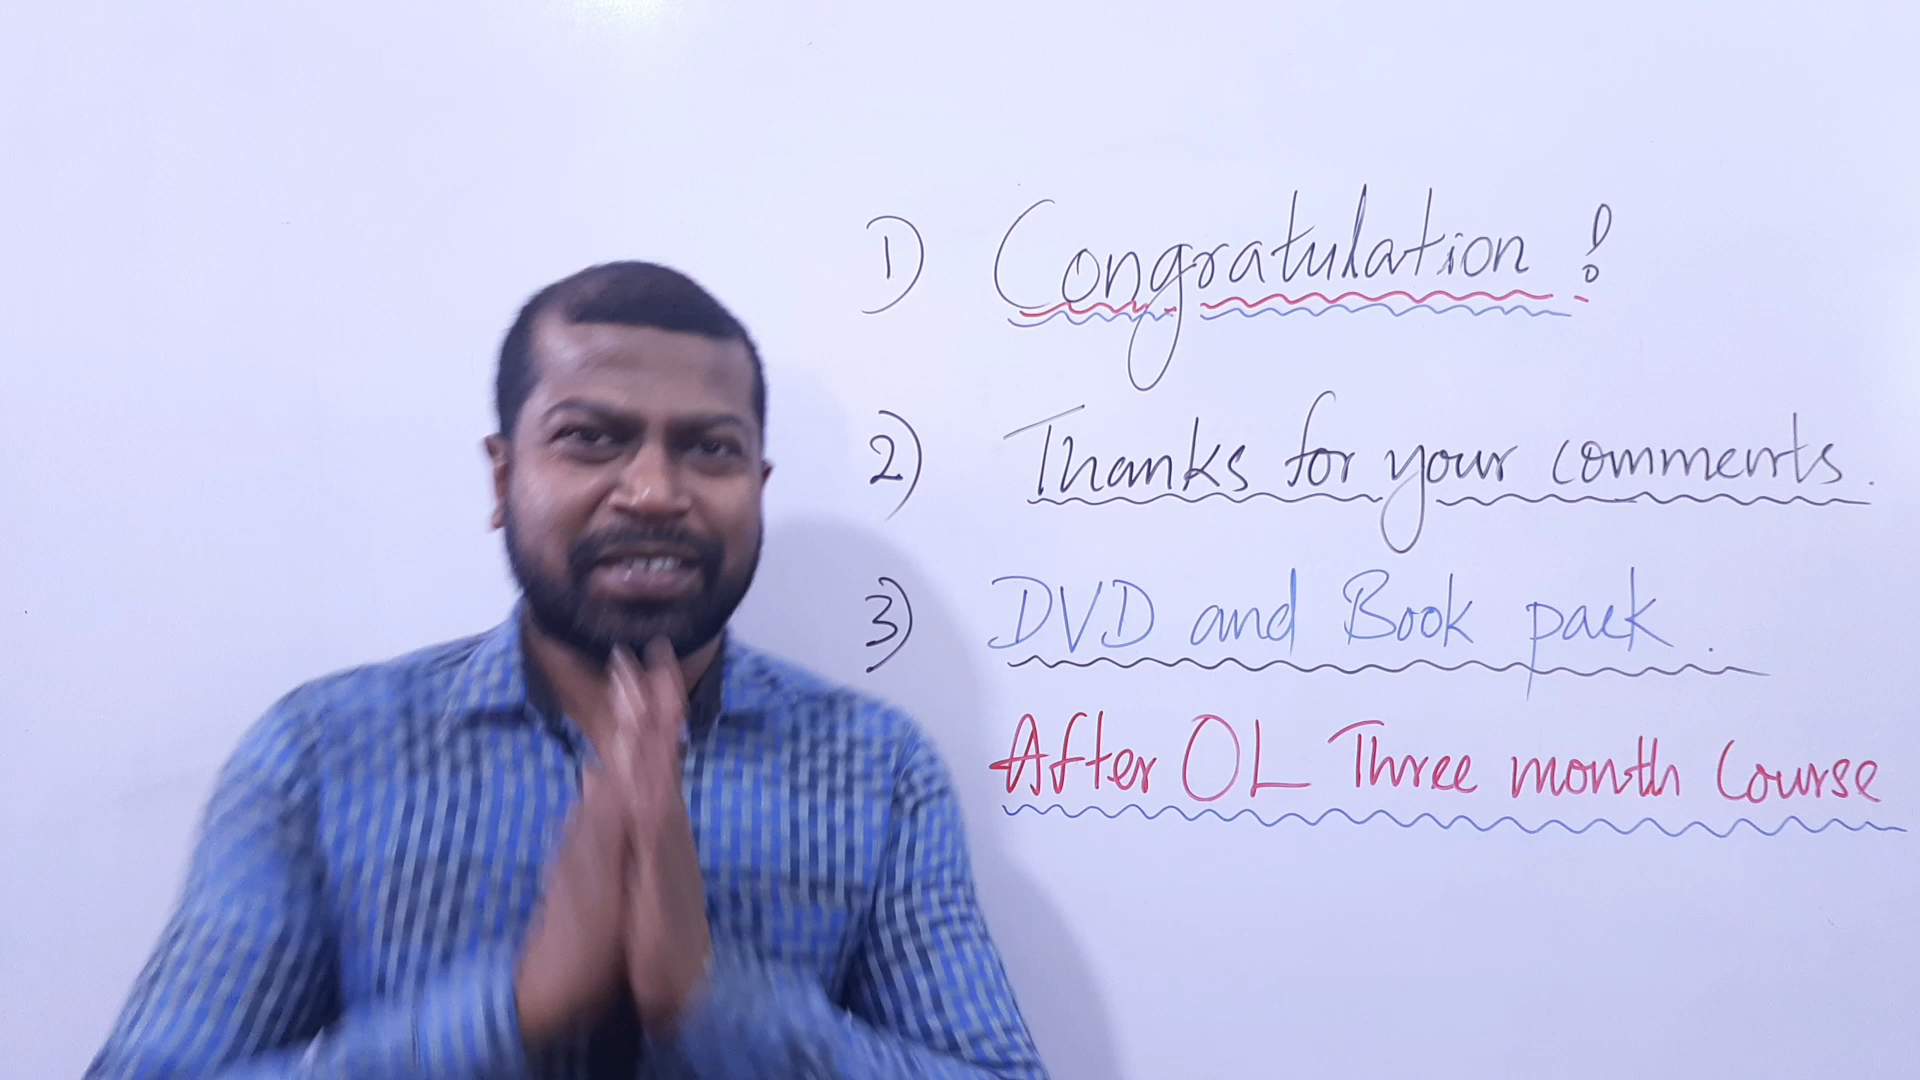 1) Congratulation !
2) Thanks for your comments.
3) DVD and Book pack.
After OL Three month Course